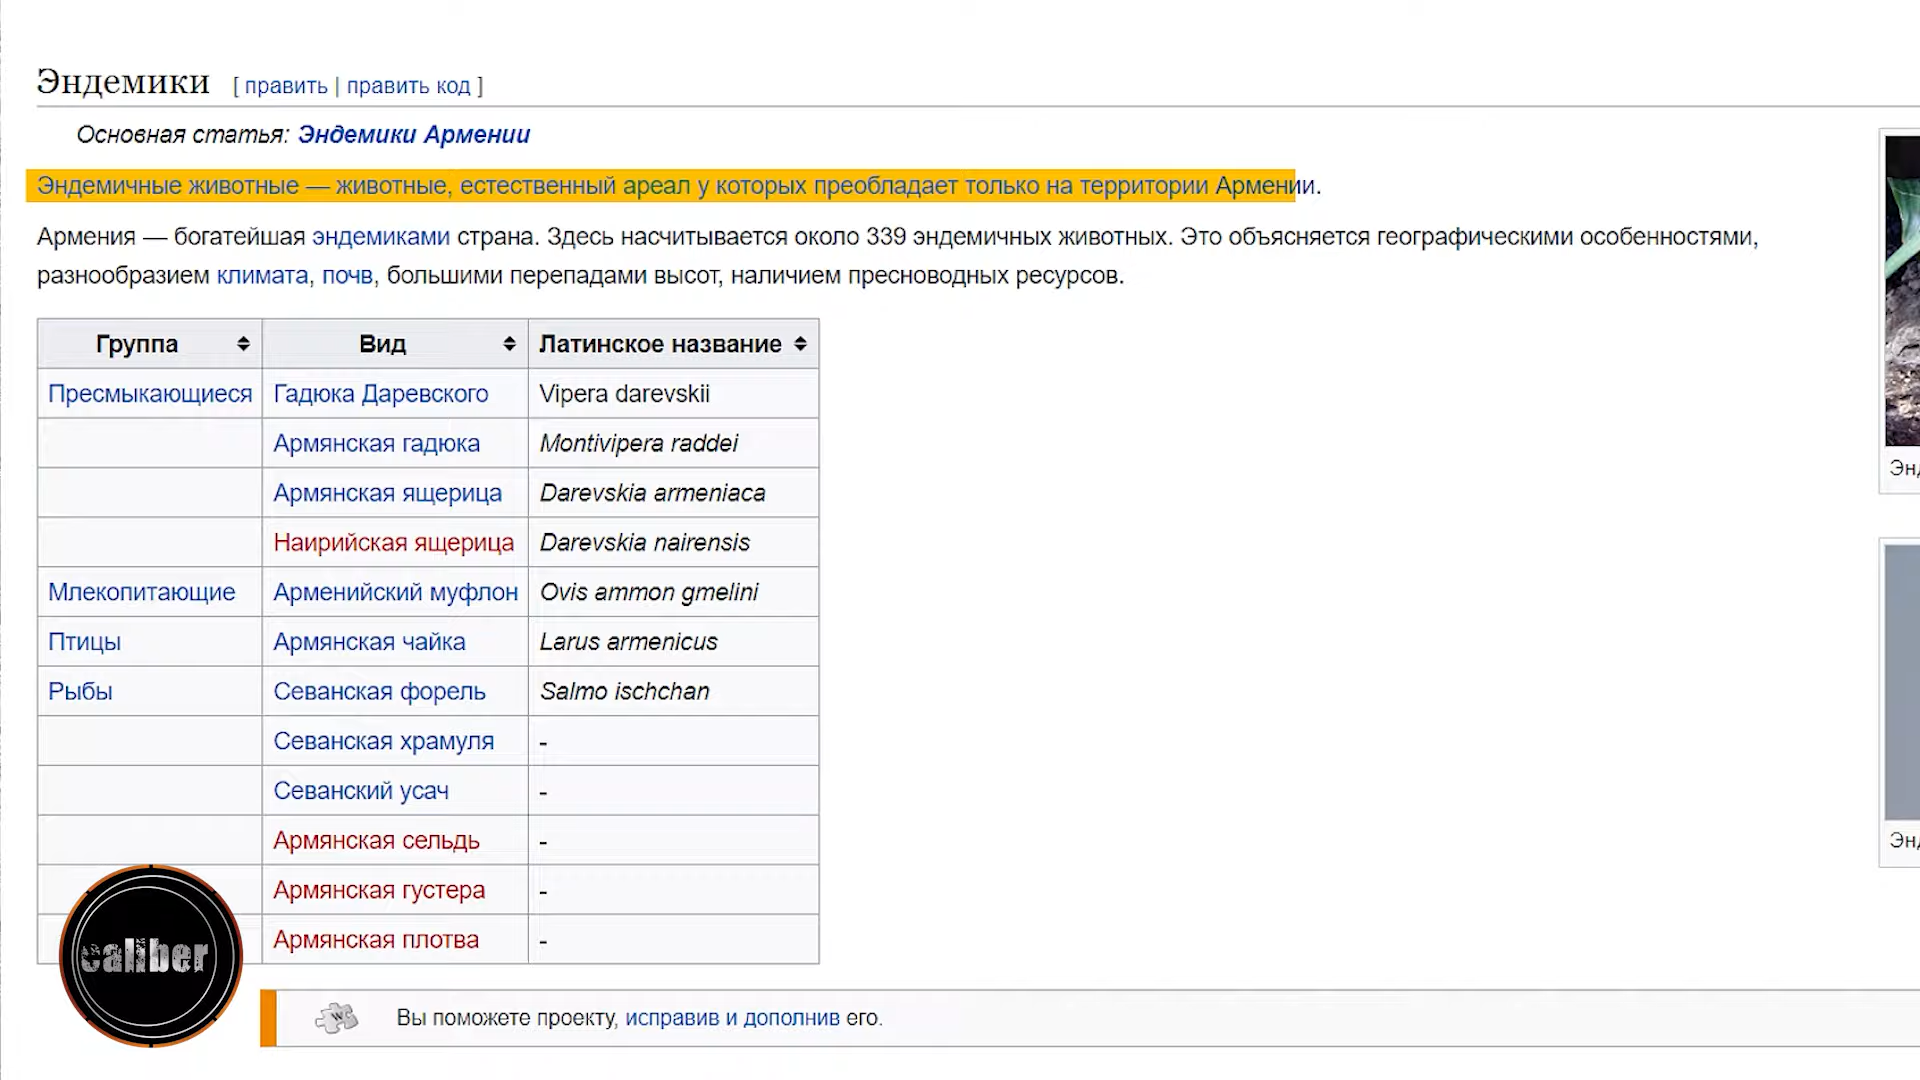 Эндемики [ править | править код ]
Основная статья: Эндемики Армении
Эндемичные животные — животные, естественный ареал у которых преобладает только на территории Армении.
Армения — богатейшая эндемиками страна. Здесь насчитывается около 339 эндемичных животных. Это объясняется географическими особенностями,
разнообразием климата, почв, большими перепадами высот, наличием пресноводных ресурсов.
Группа Вид Латинское название
Пресмыкающиеся Гадюка Даревского Vipera darevskii
Армянская гадюка Montivipera raddei
Армянская ящерица Darevskia armeniaca
Наирийская ящерица Darevskia nairensis
Млекопитающие Арменийский муфлон Ovis ammon gmelini
Птицы Армянская чайка Larus armenicus
Рыбы Севанская форель Salmo ischchan
Севанская храмуля -
Севанский усач -
Армянская сельдь -
Армянская густера -
Армянская плотва -
caliber
Вы поможете проекту, исправив и дополнив его.